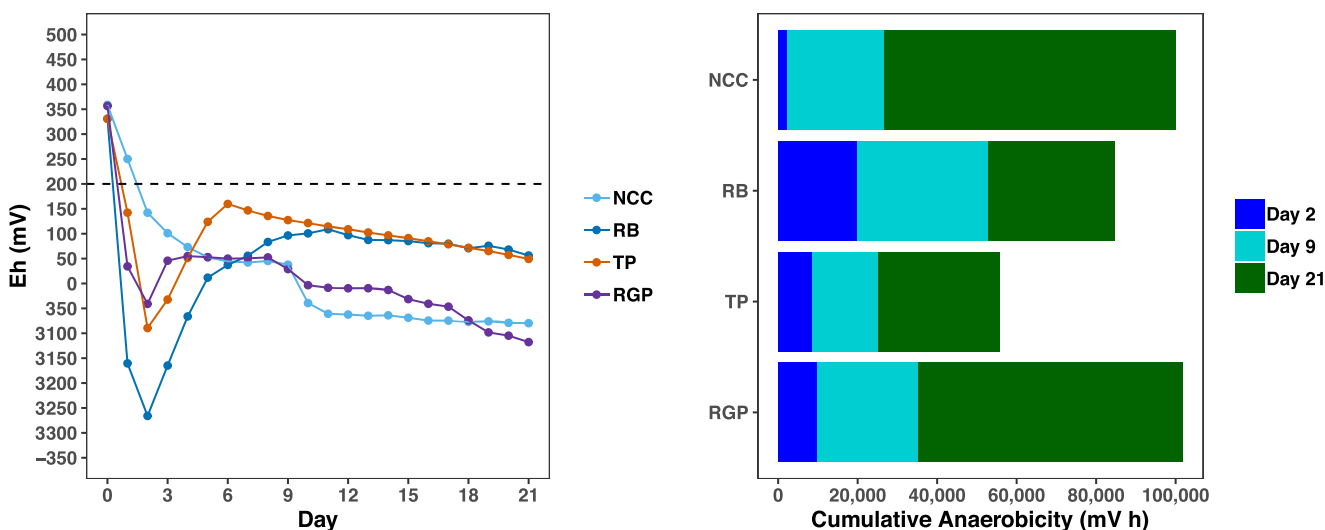 500
450
400
350
300
250
200
150
100
50
0
350
3100
3150
3200
3250
3300
−350
Eh (mV)
0 3 6 9 12 15 18 21
Day
NCC
RB
TP
RGP
NCC
RB
TP
RGP
0 20,000 40,000 60,000 80,000 100,000
Cumulative Anaerobicity (mV h)
Day 2
Day 9
Day 21